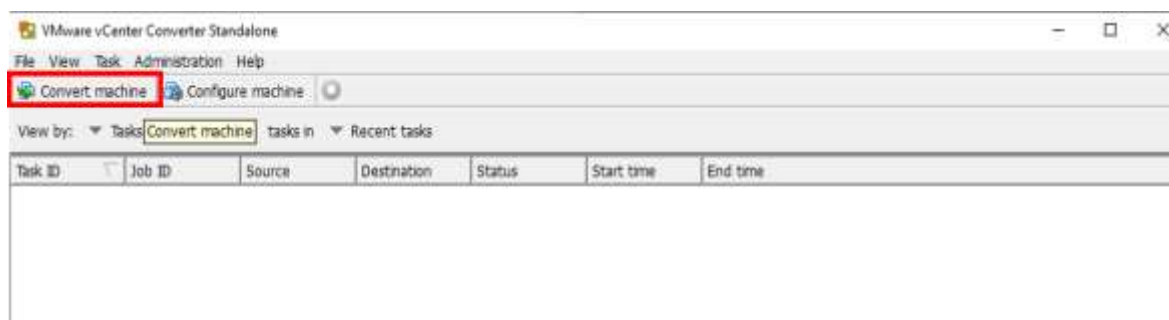 VMware vCenter Converter Standalone
File View Task Administration Help
Convert machine Configure machine
View by: Tasks Convert machine tasks in Recent tasks
Task ID Job ID Source Destination Status Start time End time